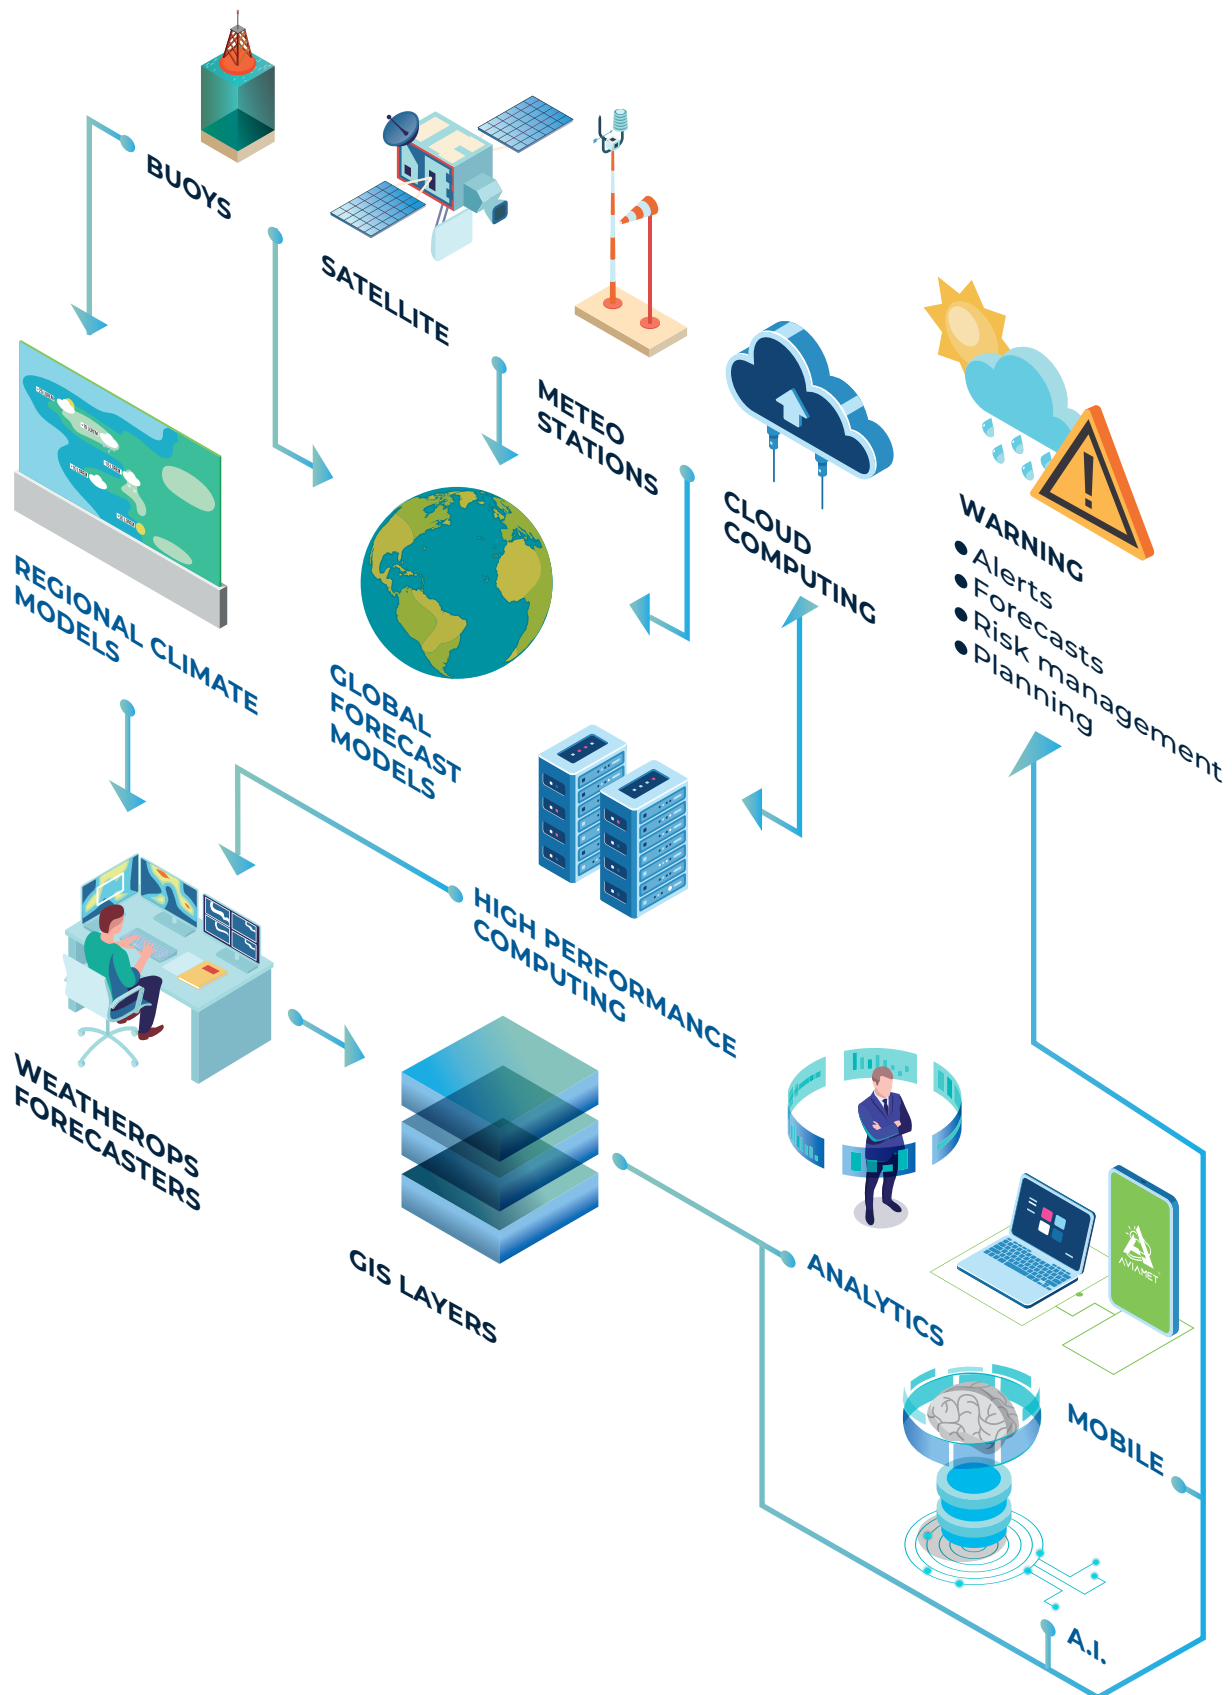 BUOYS
SATELLITE
METEO
STATIONS
CLOUD
COMPUTING
WARNING
Alerts
Forecasts
Risk management
Planning
REGIONAL CLIMATE
MODELS
GLOBAL
FORECAST
MODELS
HIGH PERFORMANCE
COMPUTING
WEATHEROPS
FORECASTERS
GIS LAYERS
ANALYTICS
AVIAMET
MOBILE
A.I.